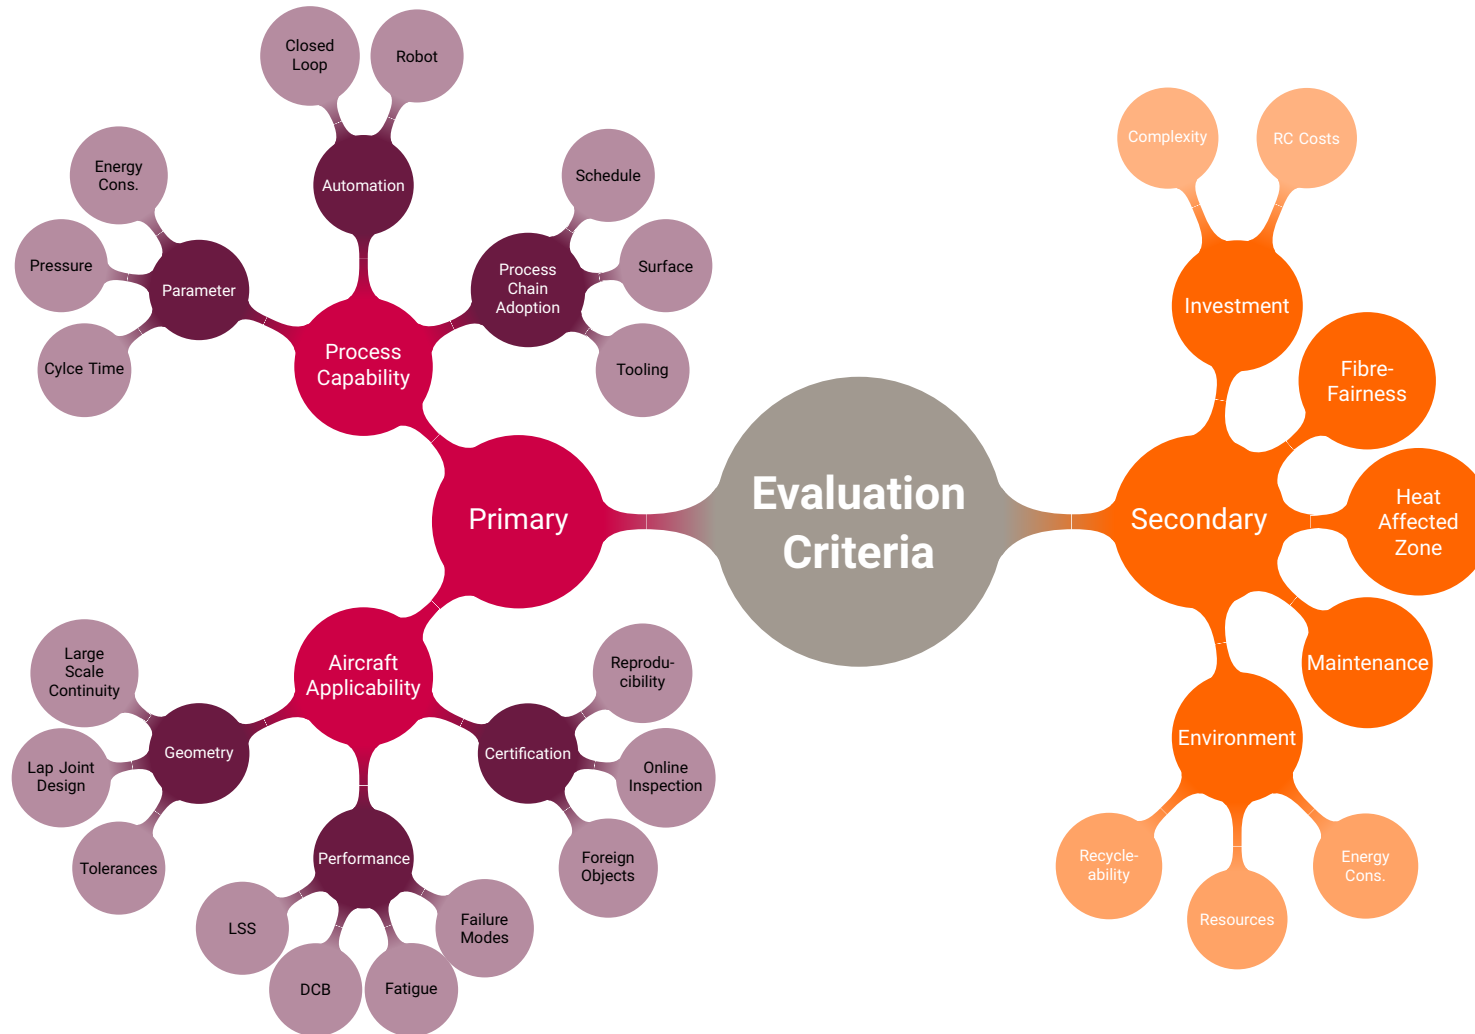 Evaluation
Criteria
Primary
Process
Capability
Parameter
Energy
Cons.
Pressure
Cylce Time
Automation
Closed
Loop
Robot
Process
Chain
Adoption
Schedule
Surface
Tooling
Aircraft
Applicability
Geometry
Large
Scale
Continuity
Lap Joint
Design
Tolerances
Performance
LSS
DCB
Fatigue
Failure
Modes
Certification
Reprodu-
cibility
Online
Inspection
Foreign
Objects
Secondary
Investment
Complexity
RC Costs
Fibre-
Fairness
Heat
Affected
Zone
Maintenance
Environment
Recycle-
ability
Resources
Energy
Cons.